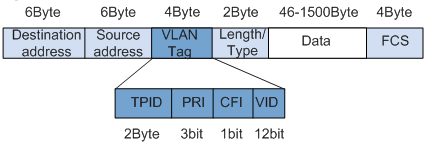 6Byte 6Byte 4Byte 2Byte 46-1500Byte 4Byte
Destination address Source address VLAN Tag Length/Type Data FCS
TPID PRI CFI VID
2Byte 3bit 1bit 12bit